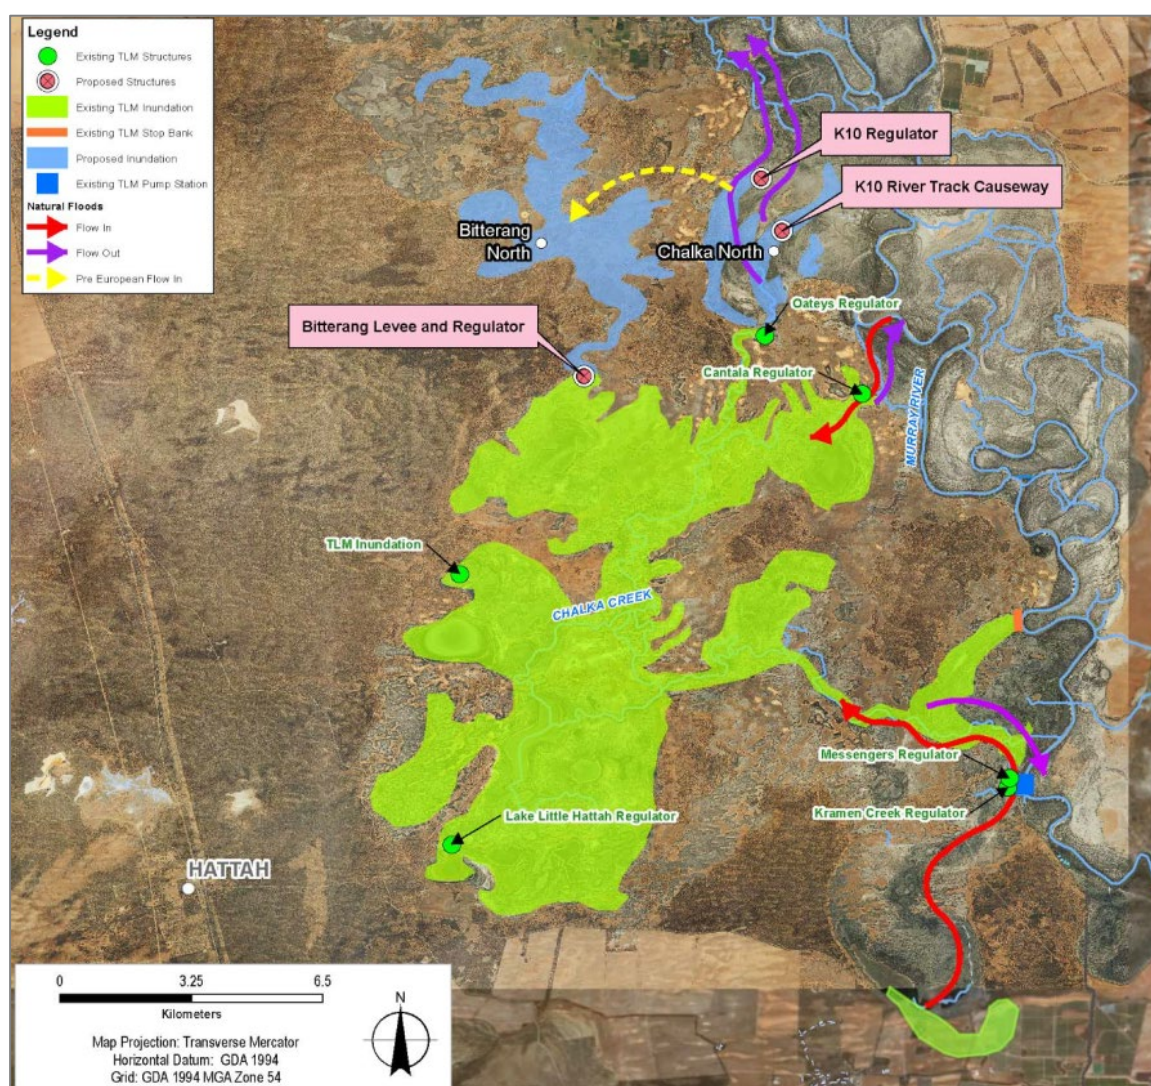 Legend
Existing TLM Structures
Proposed Structures
Existing TLM Inundation
Existing TLM Stop Bank
Proposed Inundation
Existing TLM Pump Station
Natural Floods
Flow In
Flow Out
Pre European Flow In
K10 Regulator
K10 River Track Causeway
Bitterang
North
Chalka North
Oateys Regulator
Bitterang Levee and Regulator
Cantala Regulator
MURRAY RIVER
TLM Inundation
CHALKA CREEK
Messengers Regulator
Kramen Creek Regulator
Lake Little Hattah Regulator
HATTAH
0 3.25 6.5
Kilometers
N
Map Projection: Transverse Mercator
Horizontal Datum: GDA 1994
Grid: GDA 1994 MGA Zone 54